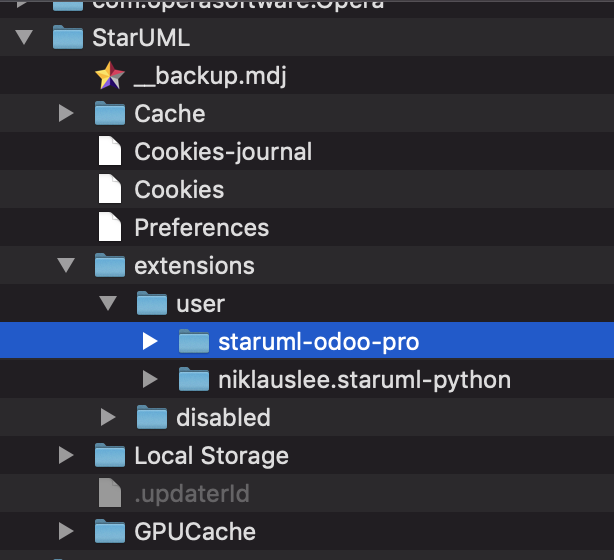 com.operasoftware.Opera
StarUML
__backup.mdj
Cache
Cookies-journal
Cookies
Preferences
extensions
user
staruml-odoo-pro
niklauslee.staruml-python
disabled
Local Storage
.updaterId
GPUCache